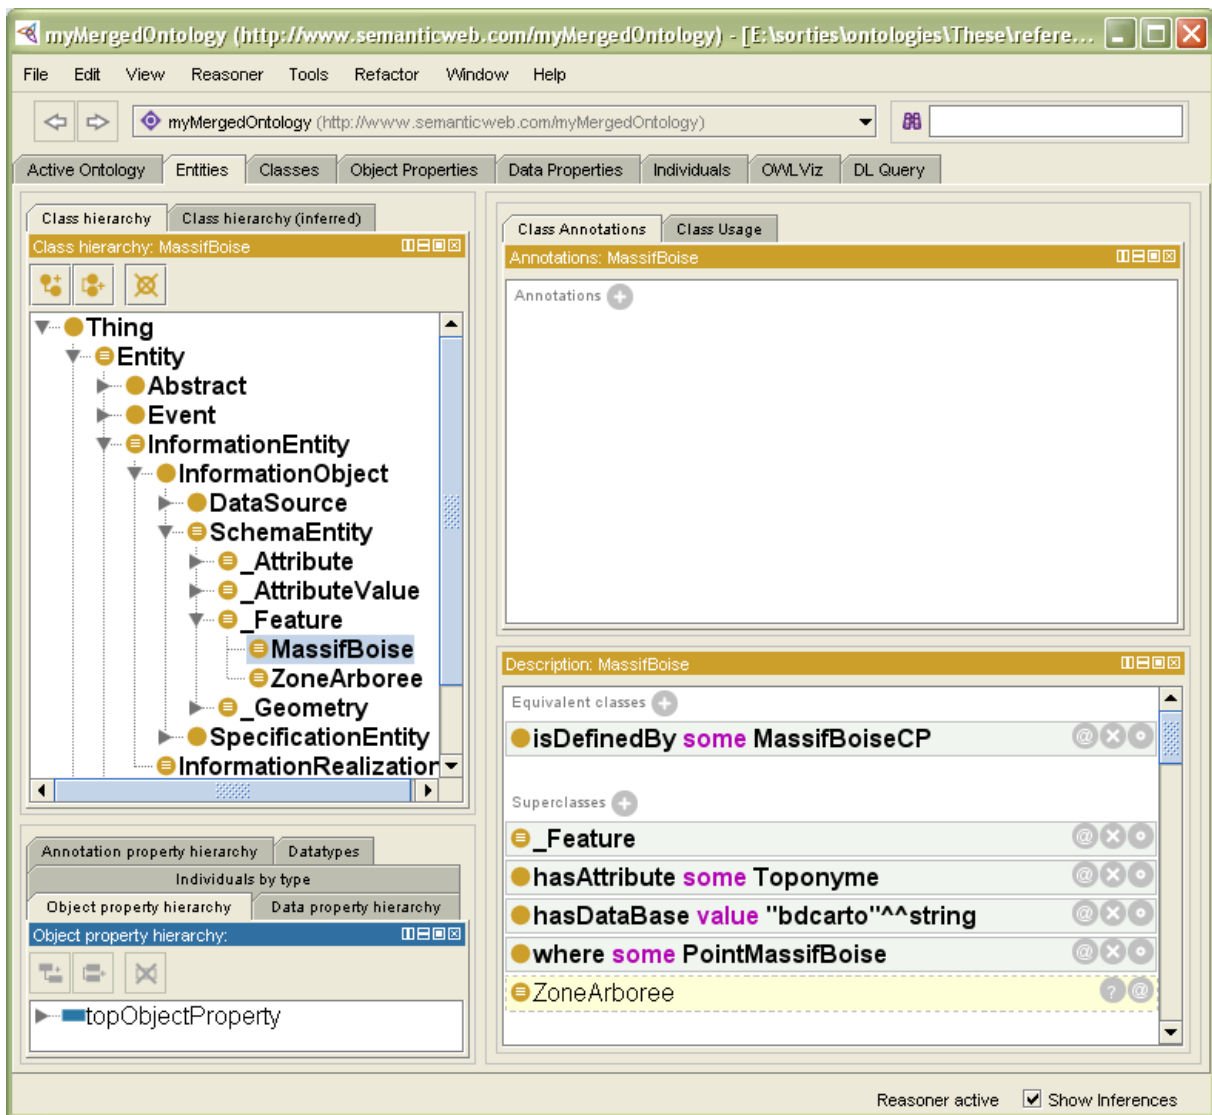 myMergedOntology (http://www.semanticweb.com/myMergedOntology) - [E:\sorties\ontologies\These\refere...
File Edit View Reasoner Tools Refactor Window Help
myMergedOntology (http://www.semanticweb.com/myMergedOntology)
Active Ontology Entities Classes Object Properties Data Properties Individuals OWLViz DL Query
Class hierarchy Class hierarchy (inferred)
Class hierarchy: MassifBoise
Thing
Entity
Abstract
Event
InformationEntity
InformationObject
DataSource
SchemaEntity
_Attribute
_AttributeValue
_Feature
MassifBoise
ZoneArboree
_Geometry
SpecificationEntity
InformationRealization
Annotation property hierarchy Datatypes
Individuals by type
Object property hierarchy Data property hierarchy
Object property hierarchy:
topObjectProperty
Class Annotations Class Usage
Annotations: MassifBoise
Annotations
Description: MassifBoise
Equivalent classes
isDefinedBy some MassifBoiseCP
Superclasses
_Feature
hasAttribute some Toponyme
hasDataBase value "bdcarto"^^string
where some PointMassifBoise
ZoneArboree
Reasoner active Show Inferences